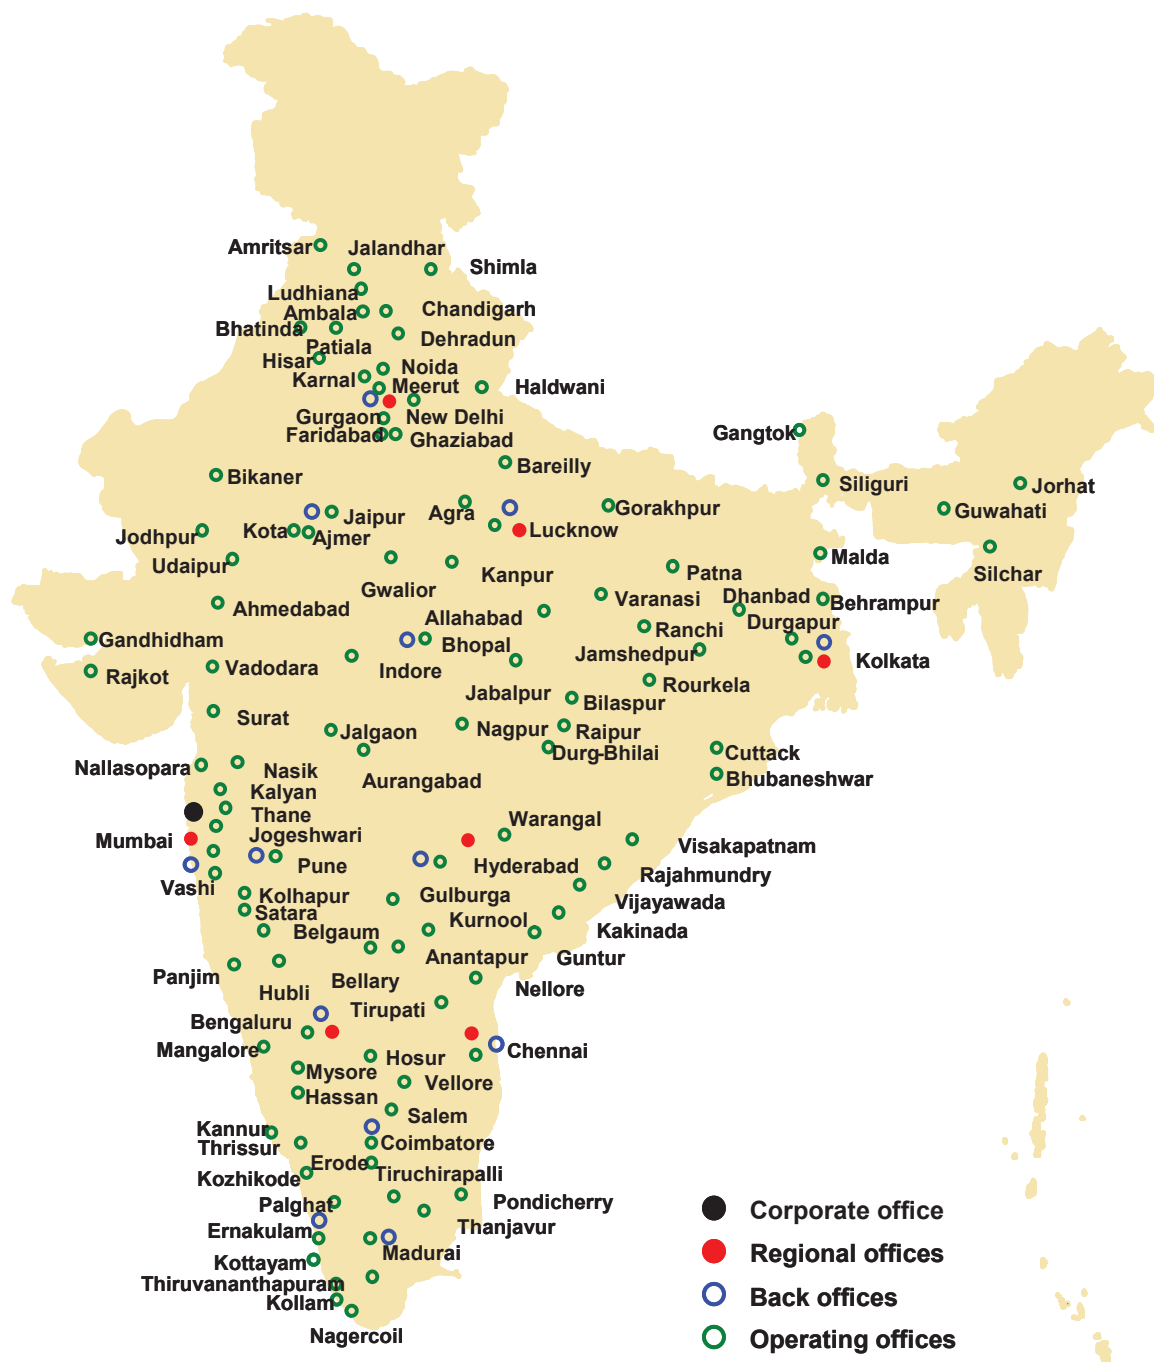 Amritsar
Jalandhar
Shimla
Ludhiana
Ambala
Chandigarh
Bhatinda
Patiala
Dehradun
Hisar
Noida
Karnal
Meerut
Haldwani
Gurgaon
New Delhi
Faridabad
Ghaziabad
Gangtok
Bareilly
Bikaner
Siliguri
Jorhat
Jaipur
Agra
Gorakhpur
Guwahati
Jodhpur
Kota
Ajmer
Lucknow
Udaipur
Kanpur
Malda
Silchar
Gwalior
Patna
Ahmedabad
Allahabad
Varanasi
Dhanbad
Behrampur
Gandhidham
Bhopal
Ranchi
Durgapur
Rajkot
Vadodara
Indore
Jamshedpur
Kolkata
Jabalpur
Rourkela
Surat
Bilaspur
Jalgaon
Nagpur
Raipur
Nallasopara
Nasik
Aurangabad
Durg-Bhilai
Cuttack
Bhubaneshwar
Kalyan
Thane
Warangal
Mumbai
Jogeshwari
Visakapatnam
Pune
Hyderabad
Rajahmundry
Vashi
Kolhapur
Gulburga
Vijayawada
Satara
Kurnool
Kakinada
Belgaum
Anantapur
Guntur
Panjim
Hubli
Bellary
Nellore
Tirupati
Bengaluru
Mangalore
Hosur
Chennai
Mysore
Vellore
Hassan
Salem
Kannur
Thrissur
Coimbatore
Erode
Tiruchirapalli
Kozhikode
Palghat
Pondicherry
Ernakulam
Thanjavur
Madurai
Kottayam
Thiruvananthapuram
Kollam
Nagercoil
Corporate office
Regional offices
Back offices
Operating offices